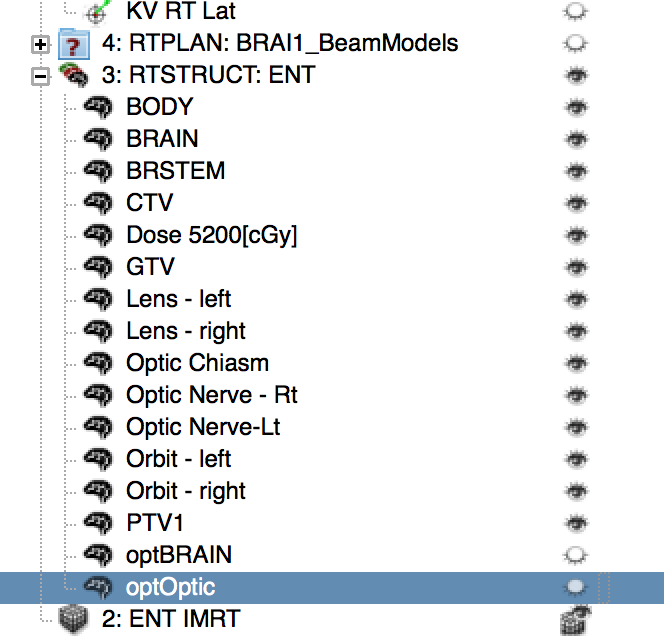 KV RT Lat
4: RTPLAN: BRAI1_BeamModels
3: RTSTRUCT: ENT
BODY
BRAIN
BRSTEM
CTV
Dose 5200[cGy]
GTV
Lens - left
Lens - right
Optic Chiasm
Optic Nerve - Rt
Optic Nerve-Lt
Orbit - left
Orbit - right
PTV1
optBRAIN
optOptic
2: ENT IMRT